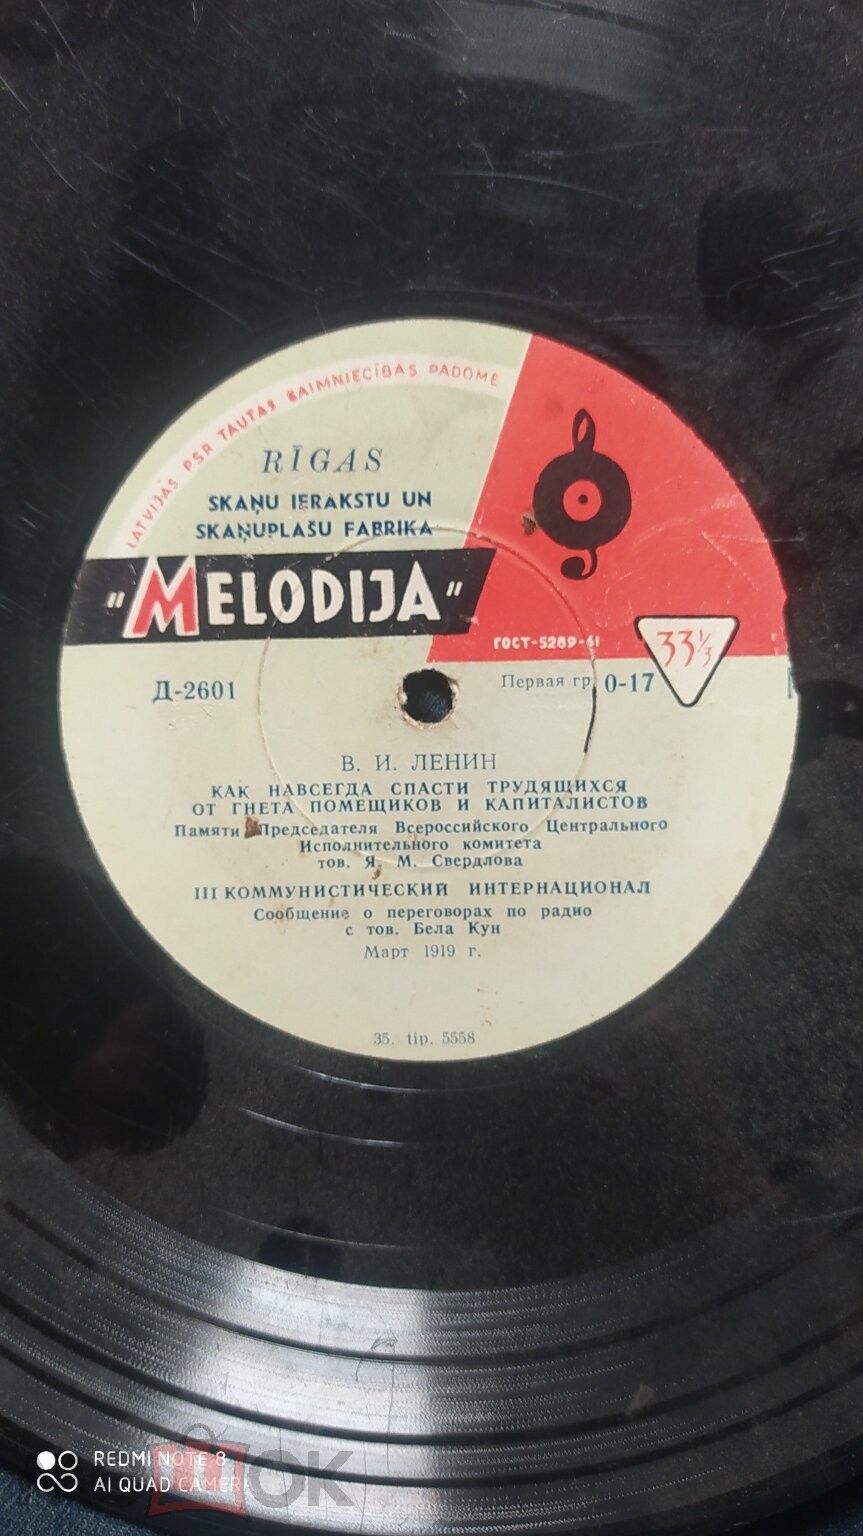 LATVIJAS PSR TAUTAS SAIMNIECĪBAS PADOME
RĪGAS
SKAŅU IERAKSTU UN
SKAŅUPLAŠU FABRIKA
"MELODIJA"
ГОСТ-5289-61
33⅓
Д-2601
Первая гр. 0-17
В. И. ЛЕНИН
КАК НАВСЕГДА СПАСТИ ТРУДЯЩИХСЯ
ОТ ГНЕТА ПОМЕЩИКОВ И КАПИТАЛИСТОВ
Памяти Председателя Всероссийского Центрального
Исполнительного комитета
тов. Я. М. Свердлова
III КОММУНИСТИЧЕСКИЙ ИНТЕРНАЦИОНАЛ
Сообщение о переговорах по радио
с тов. Бела Кун
Март 1919 г.
35. tip. 5558
REDMI NOTE 8
AI QUAD CAMERA
ШОК